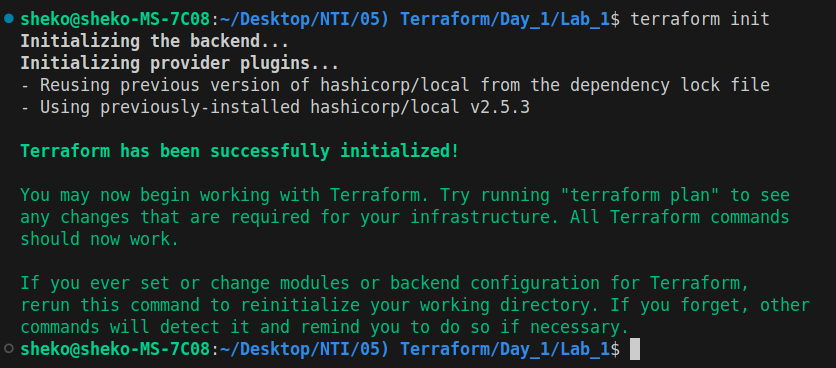 sheko@sheko-MS-7C08:~/Desktop/NTI/05) Terraform/Day_1/Lab_1$ terraform init
Initializing the backend...
Initializing provider plugins...
- Reusing previous version of hashicorp/local from the dependency lock file
- Using previously-installed hashicorp/local v2.5.3
Terraform has been successfully initialized!
You may now begin working with Terraform. Try running "terraform plan" to see
any changes that are required for your infrastructure. All Terraform commands
should now work.
If you ever set or change modules or backend configuration for Terraform,
rerun this command to reinitialize your working directory. If you forget, other
commands will detect it and remind you to do so if necessary.
sheko@sheko-MS-7C08:~/Desktop/NTI/05) Terraform/Day_1/Lab_1$